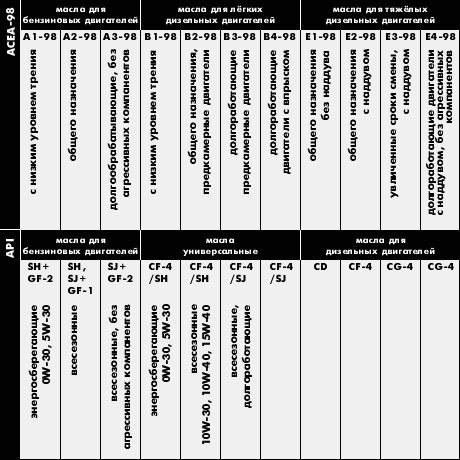 ACEA-98
масла для
бензиновых двигателей
масла для лёгких
дизельных двигателей
масла для тяжёлых
дизельных двигателей
A1-98
A2-98
A3-98
B1-98
B2-98
B3-98
B4-98
E1-98
E2-98
E3-98
E4-98
с низким уровнем трения
общего назначения
долгообрабатывающие, без
агрессивных компонентов
с низким уровнем трения
общего назначения,
предкамерные двигатели
долгоработающие
предкамерные двигатели
долгоработающие
двигатели с впрыском
общего назначения
без наддува
общего назначения
с наддувом
увличенные сроки смены,
с наддувом
долгоработающие двигатели
с наддувом, без агрессивных
компонентов
API
масла для
бензиновых двигателей
масла
универсальные
масла для
дизельных двигателей
SH+
GF-2
SH,
SJ+
GF-1
SJ+
GF-2
CF-4
/SH
CF-4
/SH
CF-4
/SJ
CF-4
/SJ
CD
CF-4
CG-4
CG-4
энергосберегающие
0W-30, 5W-30
всесезонные
всесезонные, без
агрессивных компонентов
энергосберегающие
0W-30, 5W-30
всесезонные
10W-30, 10W-40, 15W-40
всесезонные,
долгоработающие